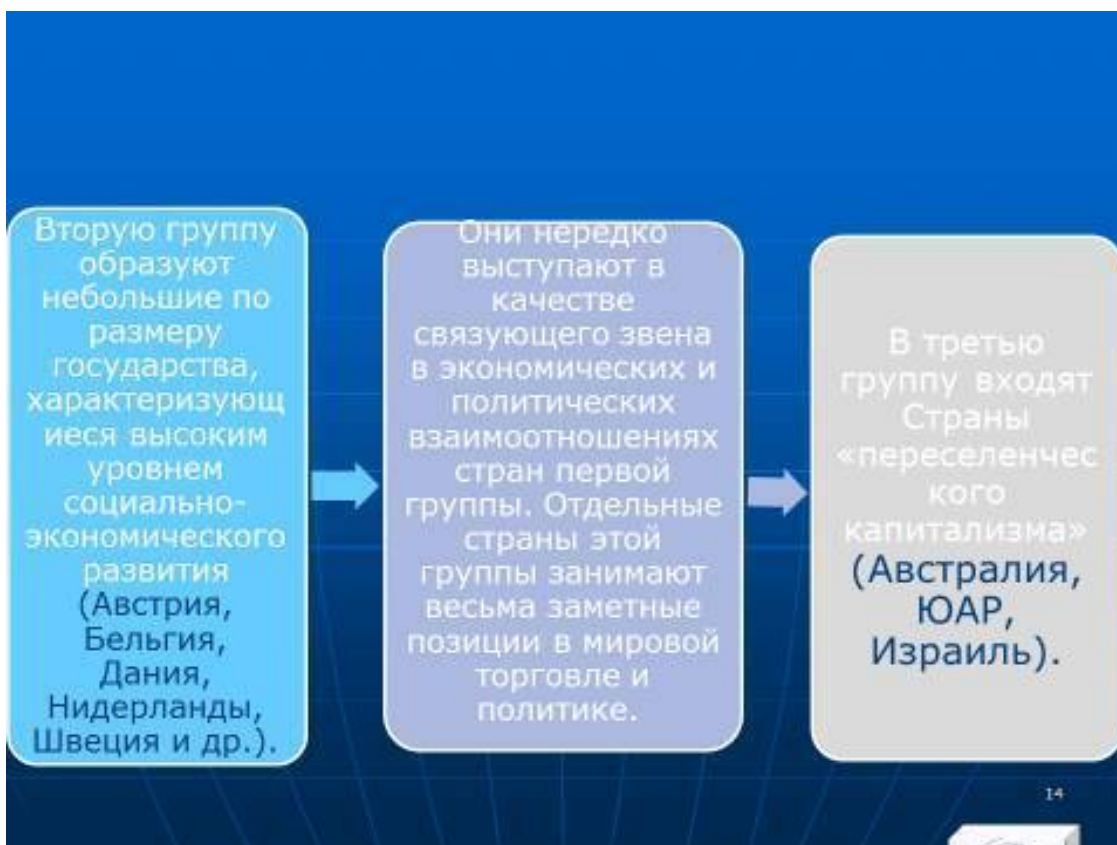 Вторую группу
образуют
небольшие по
размеру
государства,
характеризующ
иеся высоким
уровнем
социально-
экономического
развития
(Австрия,
Бельгия,
Дания,
Нидерланды,
Швеция и др.).
Они нередко
выступают в
качестве
связующего звена
в экономических и
политических
взаимоотношениях
стран первой
группы. Отдельные
страны этой
группы занимают
весьма заметные
позиции в мировой
торговле и
политике.
В третью
группу входят
Страны
«переселенчес
кого
капитализма»
(Австралия,
ЮАР,
Израиль).
14